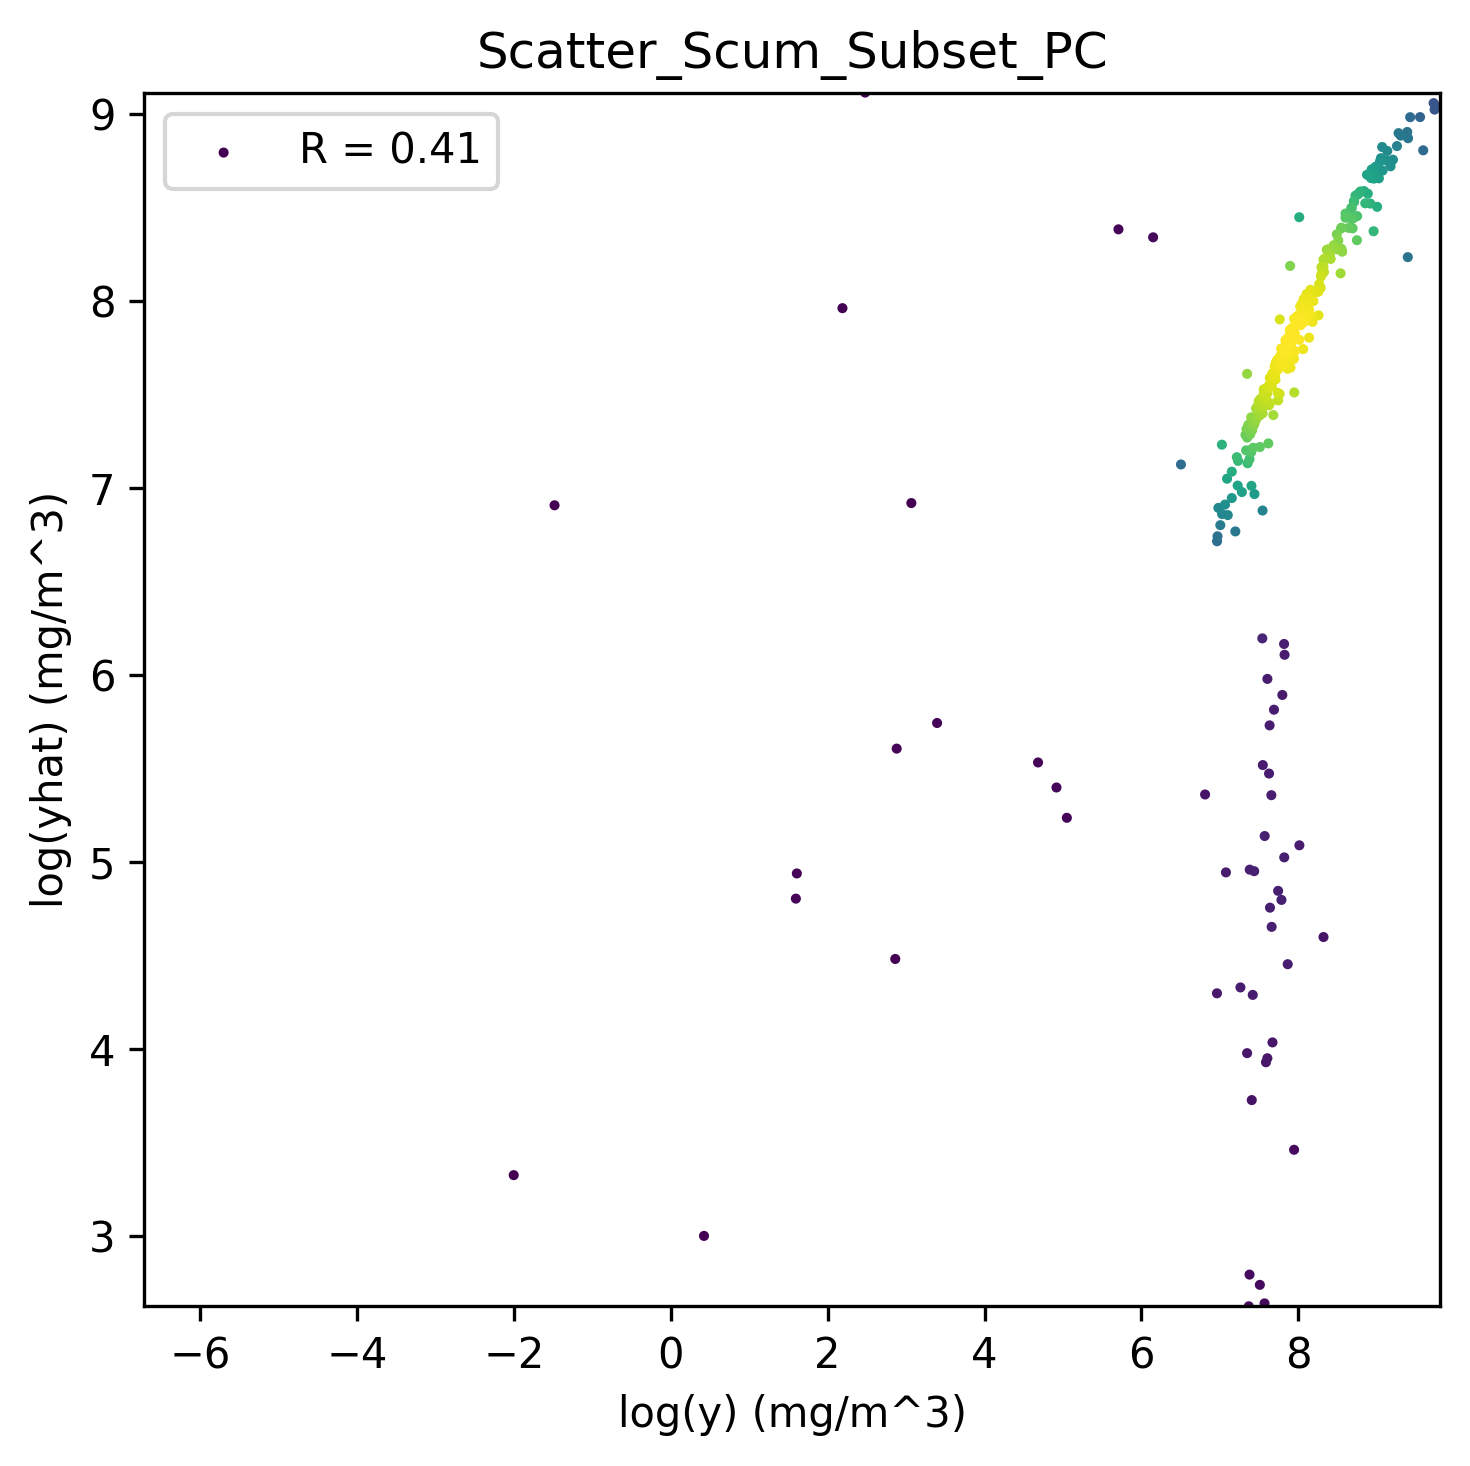 Scatter_Scum_Subset_PC
R = 0.41
9
8
7
6
5
4
3
log(yhat) (mg/m^3)
−6 −4 −2 0 2 4 6 8
log(y) (mg/m^3)